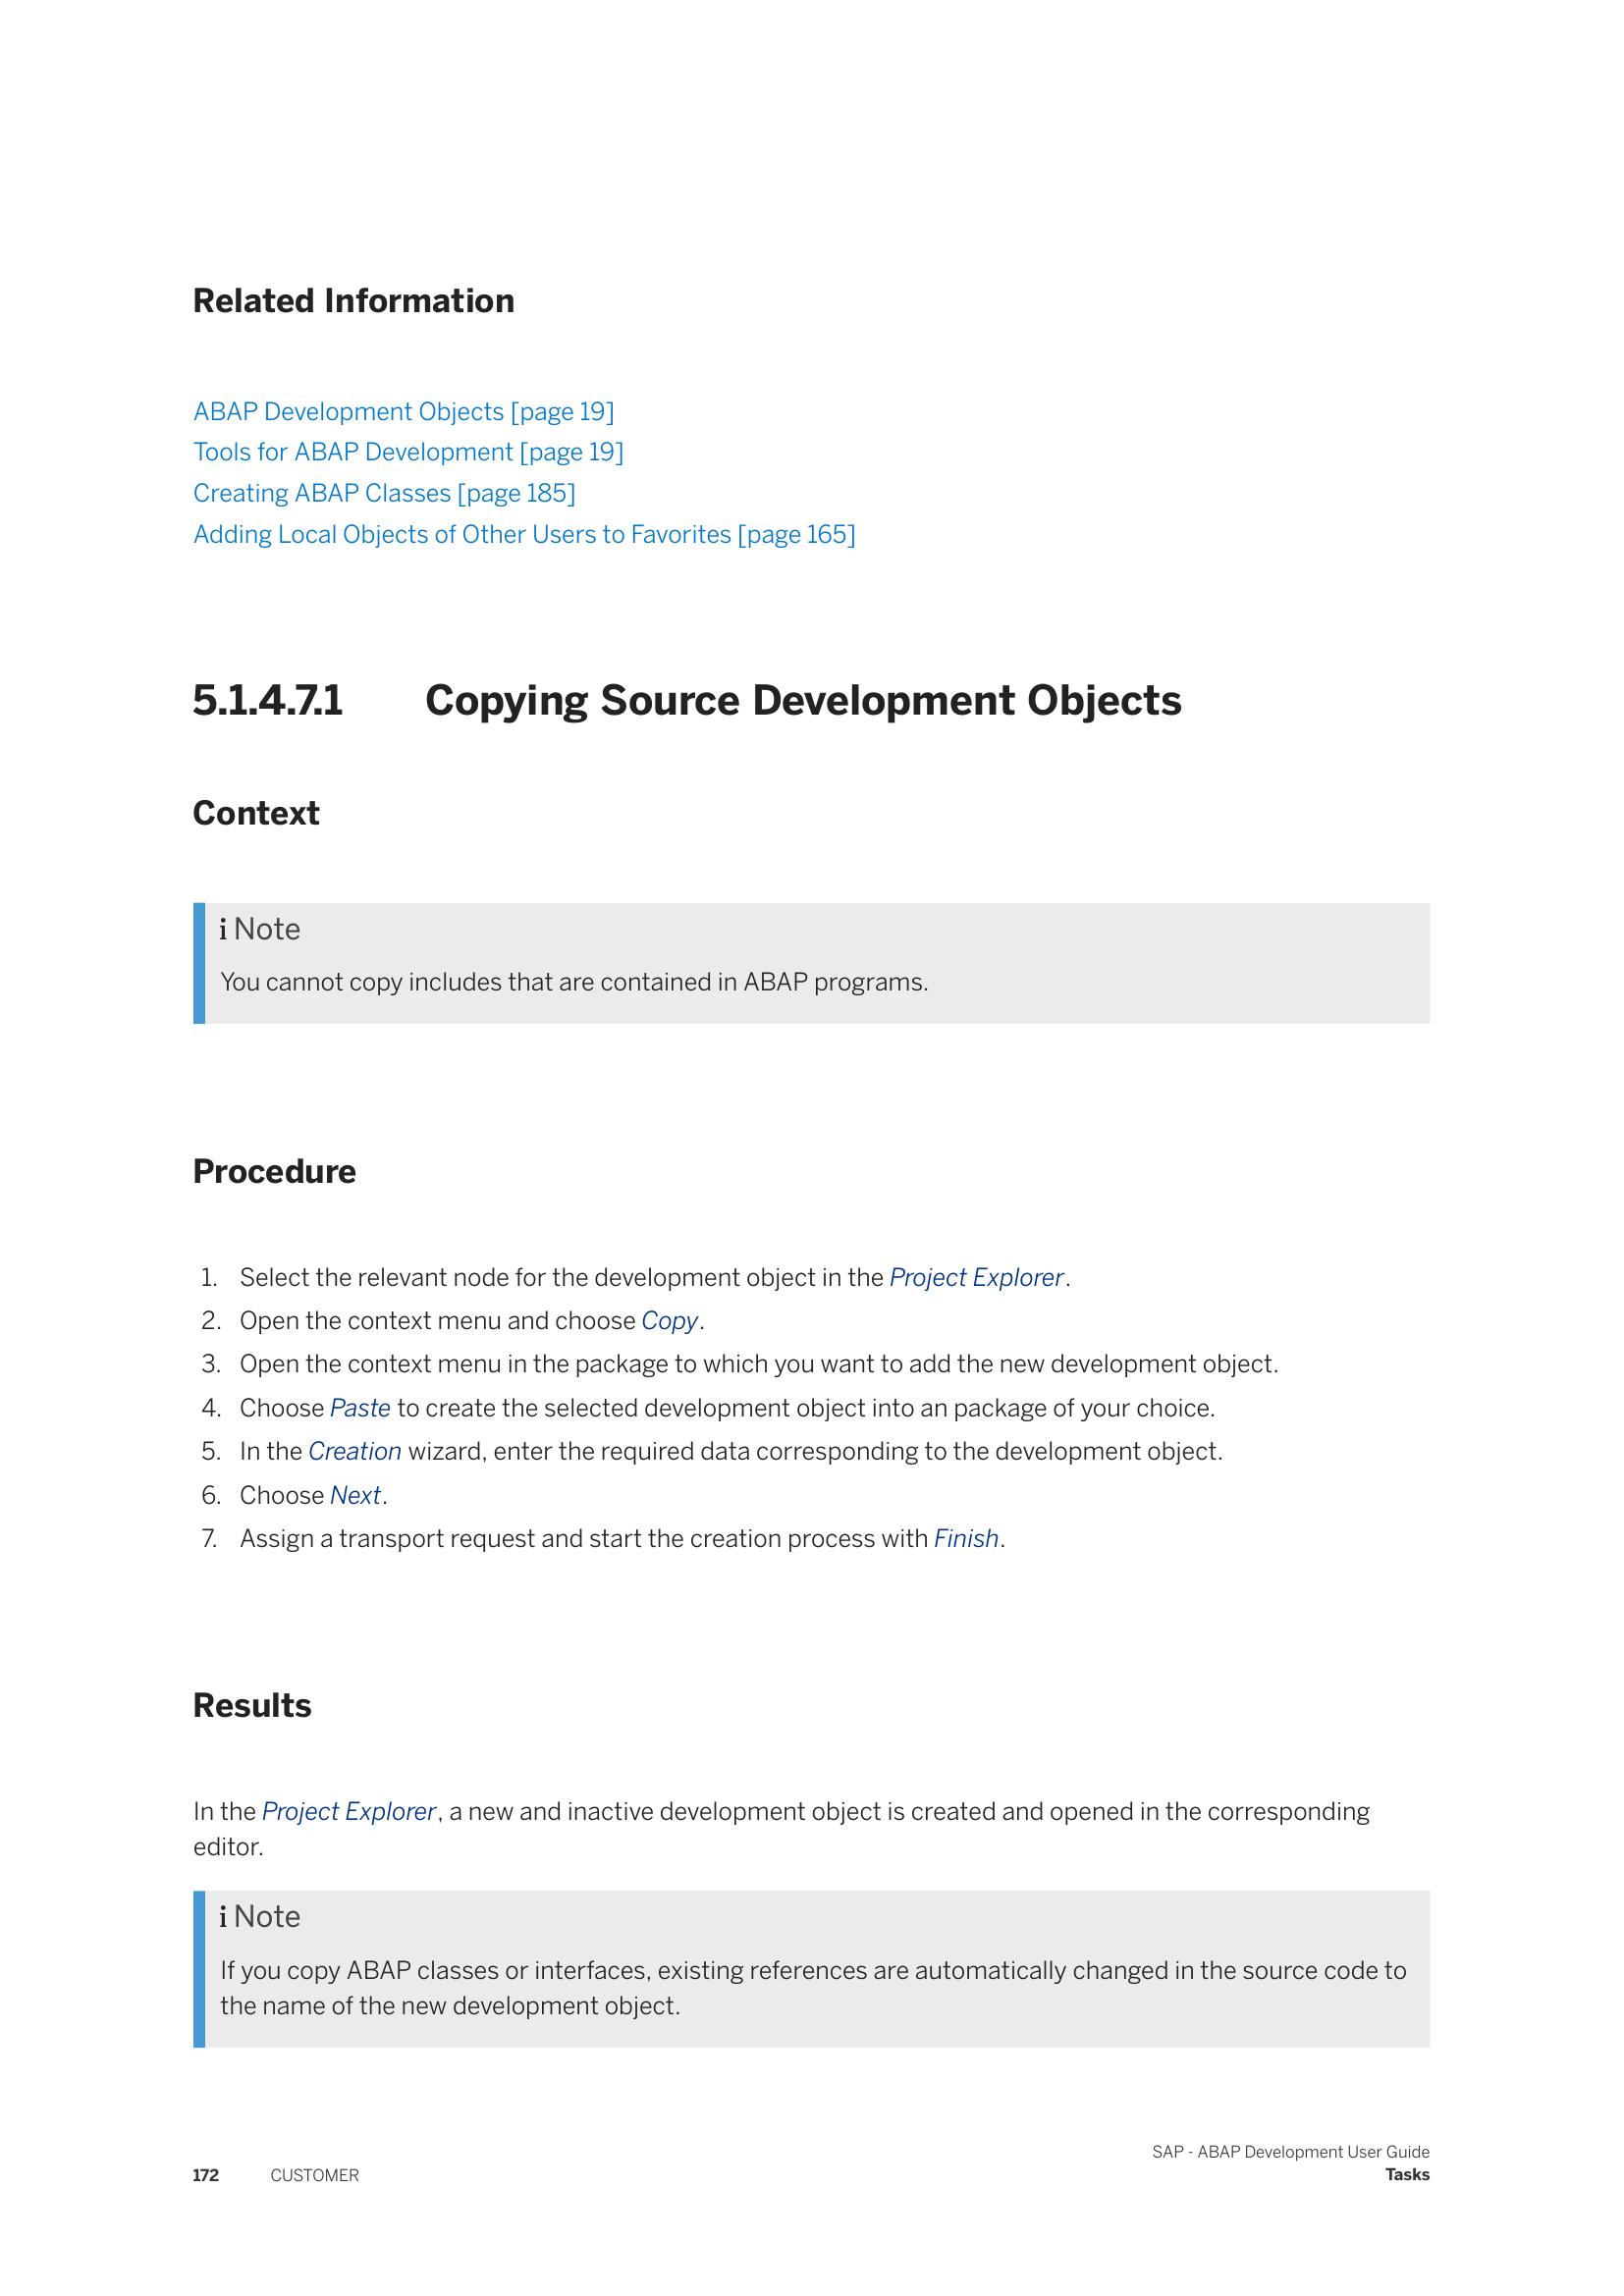 Related Information
ABAP Development Objects [page 19]
Tools for ABAP Development [page 19]
Creating ABAP Classes [page 185]
Adding Local Objects of Other Users to Favorites [page 165]
5.1.4.7.1 Copying Source Development Objects
Context
i Note
You cannot copy includes that are contained in ABAP programs.
Procedure
1. Select the relevant node for the development object in the Project Explorer.
2. Open the context menu and choose Copy.
3. Open the context menu in the package to which you want to add the new development object.
4. Choose Paste to create the selected development object into an package of your choice.
5. In the Creation wizard, enter the required data corresponding to the development object.
6. Choose Next.
7. Assign a transport request and start the creation process with Finish.
Results
In the Project Explorer, a new and inactive development object is created and opened in the corresponding
editor.
i Note
If you copy ABAP classes or interfaces, existing references are automatically changed in the source code to
the name of the new development object.
SAP - ABAP Development User Guide
172 CUSTOMER Tasks